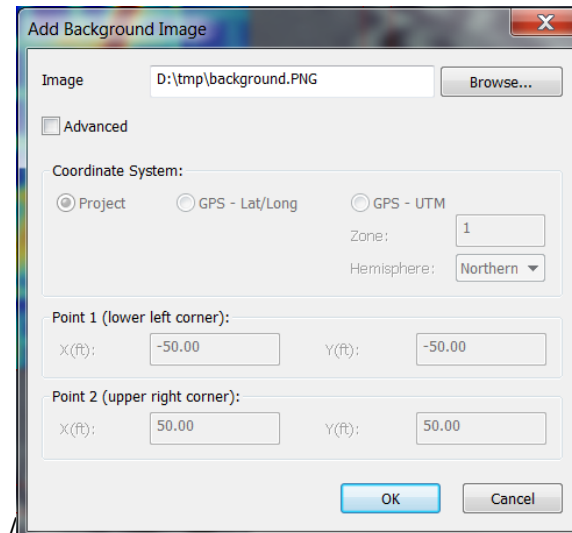 Add Background Image
Image D:\tmp\background.PNG Browse...
Advanced
Coordinate System:
Project GPS - Lat/Long GPS - UTM
Zone: 1
Hemisphere: Northern
Point 1 (lower left corner):
X(ft): -50.00 Y(ft): -50.00
Point 2 (upper right corner):
X(ft): 50.00 Y(ft): 50.00
OK Cancel
/